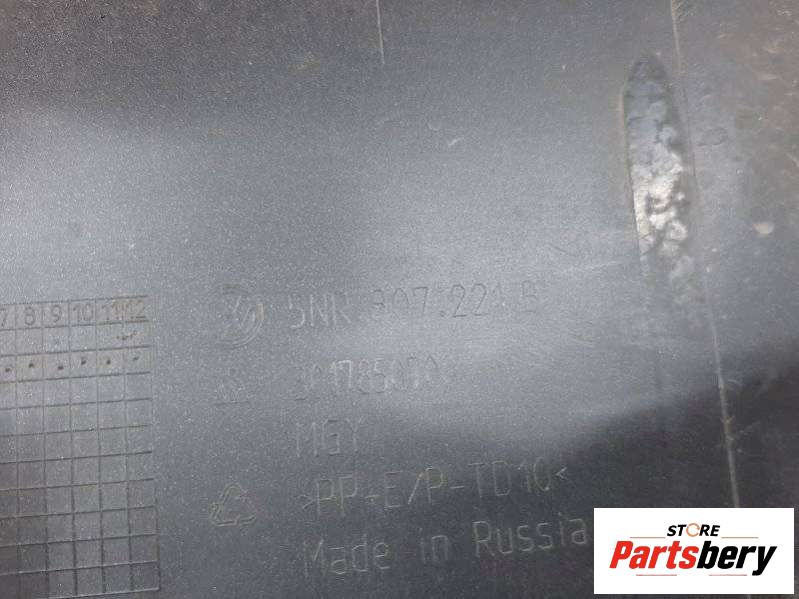 7 8 9 10 11 12
5NR 807.221 B
MGY
>PP-E/P-TD10<
Made in Russia
STORE
Partsbery